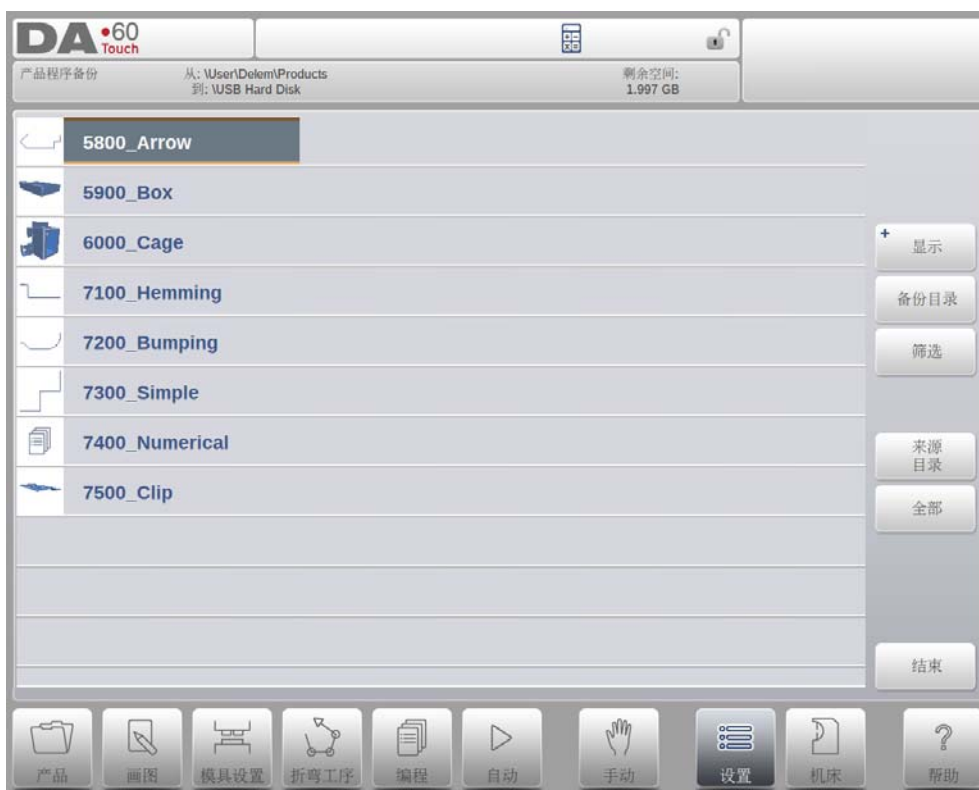 DA•60
Touch
产品程序备份
从: \User\Delem\Products
到: \USB Hard Disk
剩余空间:
1.997 GB
5800_Arrow
5900_Box
6000_Cage
7100_Hemming
7200_Bumping
7300_Simple
7400_Numerical
7500_Clip
+ 显示
备份目录
筛选
来源
目录
全部
结束
产品
画图
模具设置
折弯工序
编程
自动
手动
设置
机床
?
帮助